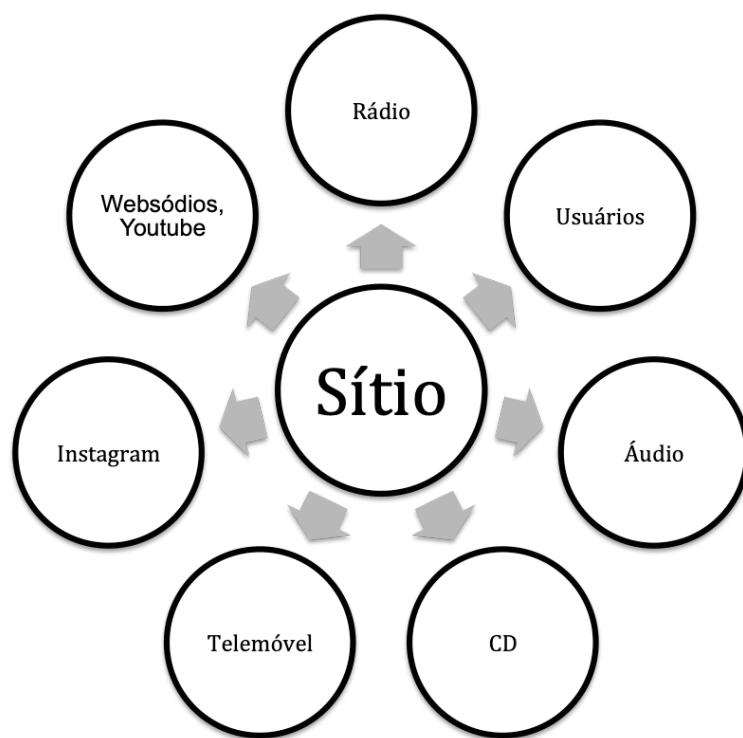 Rádio
Websódios,
Youtube
Usuários
Sítio
Instagram
Áudio
Telemóvel
CD